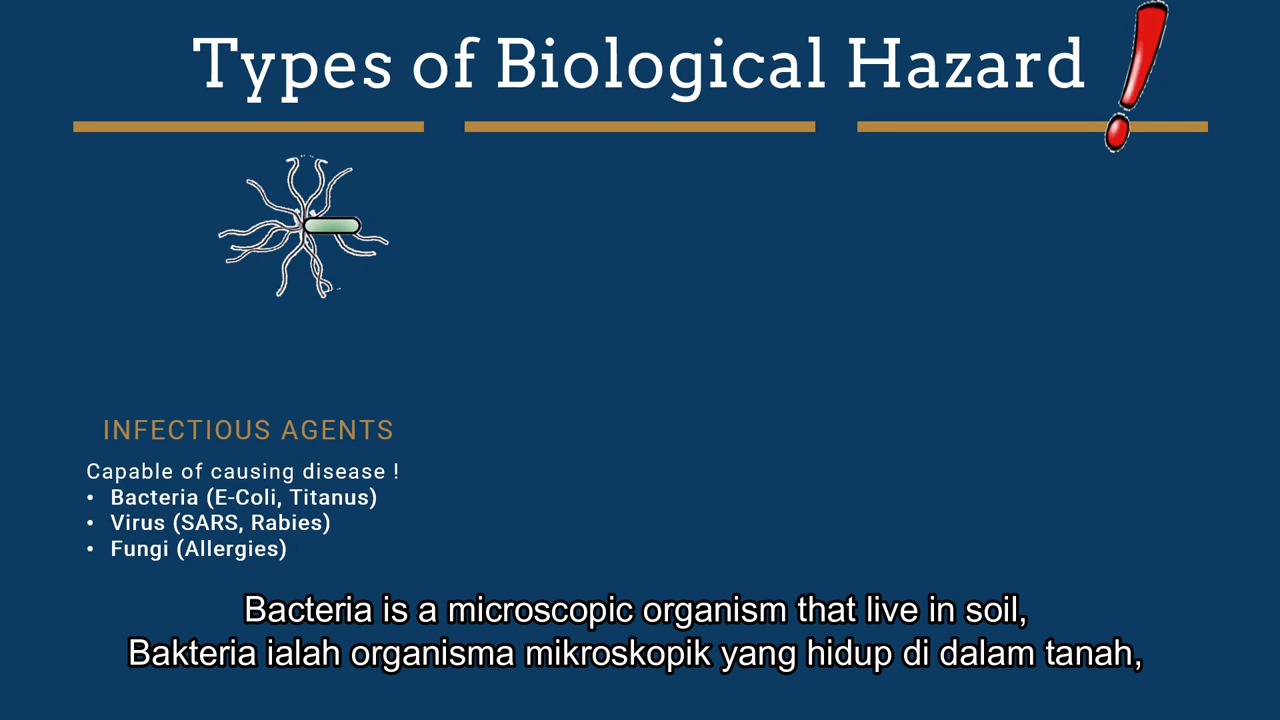 Types of Biological Hazard
INFECTIOUS AGENTS
Capable of causing disease !
• Bacteria (E-Coli, Titanus)
• Virus (SARS, Rabies)
• Fungi (Allergies)
Bacteria is a microscopic organism that live in soil,
Bakteria ialah organisma mikroskopik yang hidup di dalam tanah,